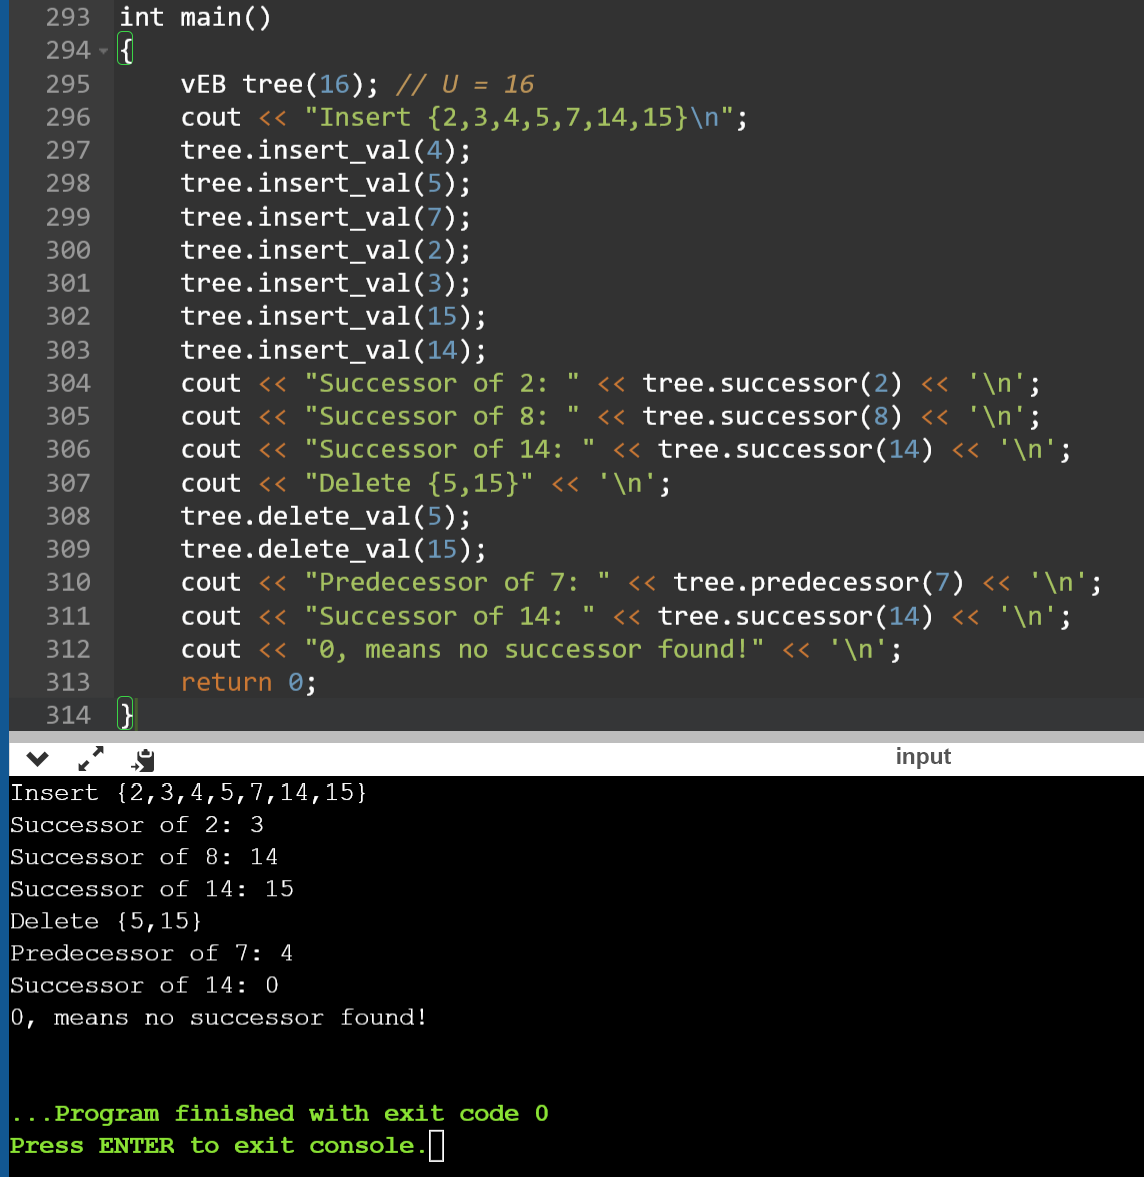 293 int main()
294 {
295     vEB tree(16); // U = 16
296     cout << "Insert {2,3,4,5,7,14,15}\n";
297     tree.insert_val(4);
298     tree.insert_val(5);
299     tree.insert_val(7);
300     tree.insert_val(2);
301     tree.insert_val(3);
302     tree.insert_val(15);
303     tree.insert_val(14);
304     cout << "Successor of 2: " << tree.successor(2) << '\n';
305     cout << "Successor of 8: " << tree.successor(8) << '\n';
306     cout << "Successor of 14: " << tree.successor(14) << '\n';
307     cout << "Delete {5,15}" << '\n';
308     tree.delete_val(5);
309     tree.delete_val(15);
310     cout << "Predecessor of 7: " << tree.predecessor(7) << '\n';
311     cout << "Successor of 14: " << tree.successor(14) << '\n';
312     cout << "0, means no successor found!" << '\n';
313     return 0;
314 }
input
Insert {2,3,4,5,7,14,15}
Successor of 2: 3
Successor of 8: 14
Successor of 14: 15
Delete {5,15}
Predecessor of 7: 4
Successor of 14: 0
0, means no successor found!
...Program finished with exit code 0
Press ENTER to exit console.